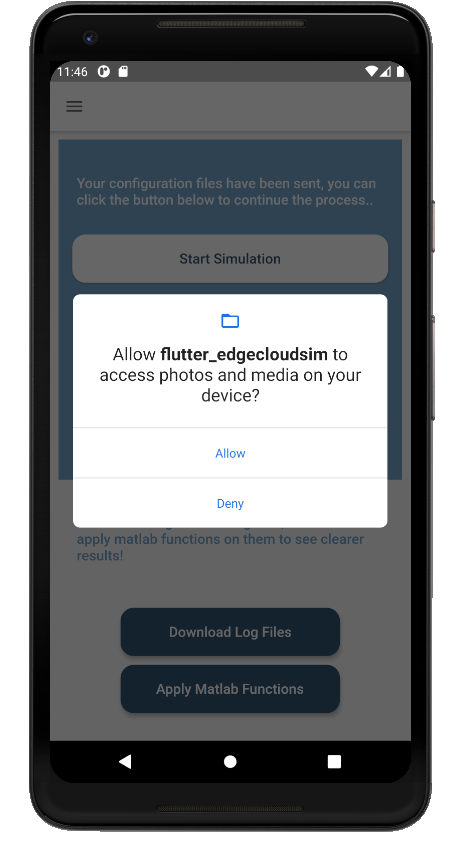 11:46
Your configuration files have been sent, you can
click the button below to continue the process..
Start Simulation
Allow flutter_edgecloudsim to
access photos and media on your
device?
Allow
Deny
apply matlab functions on them to see clearer
results!
Download Log Files
Apply Matlab Functions